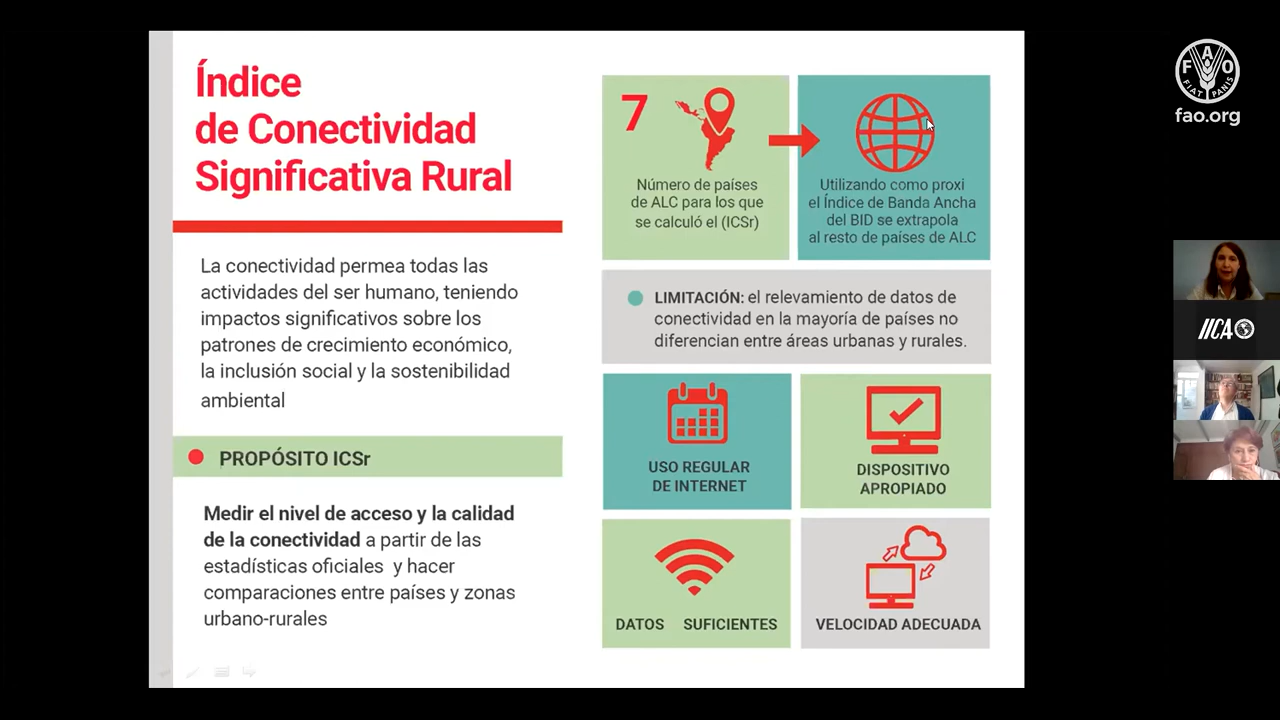 Índice
de Conectividad
Significativa Rural
La conectividad permea todas las
actividades del ser humano, teniendo
impactos significativos sobre los
patrones de crecimiento económico,
la inclusión social y la sostenibilidad
ambiental
PROPÓSITO ICSr
Medir el nivel de acceso y la calidad
de la conectividad a partir de las
estadísticas oficiales y hacer
comparaciones entre países y zonas
urbano-rurales
7
Número de países
de ALC para los que
se calculó el (ICSr)
Utilizando como proxi
el Índice de Banda Ancha
del BID se extrapola
al resto de países de ALC
LIMITACIÓN: el relevamiento de datos de
conectividad en la mayoría de países no
diferencian entre áreas urbanas y rurales.
USO REGULAR
DE INTERNET
DISPOSITIVO
APROPIADO
DATOS SUFICIENTES
VELOCIDAD ADECUADA
FAO
FIAT PANIS
fao.org
IICA